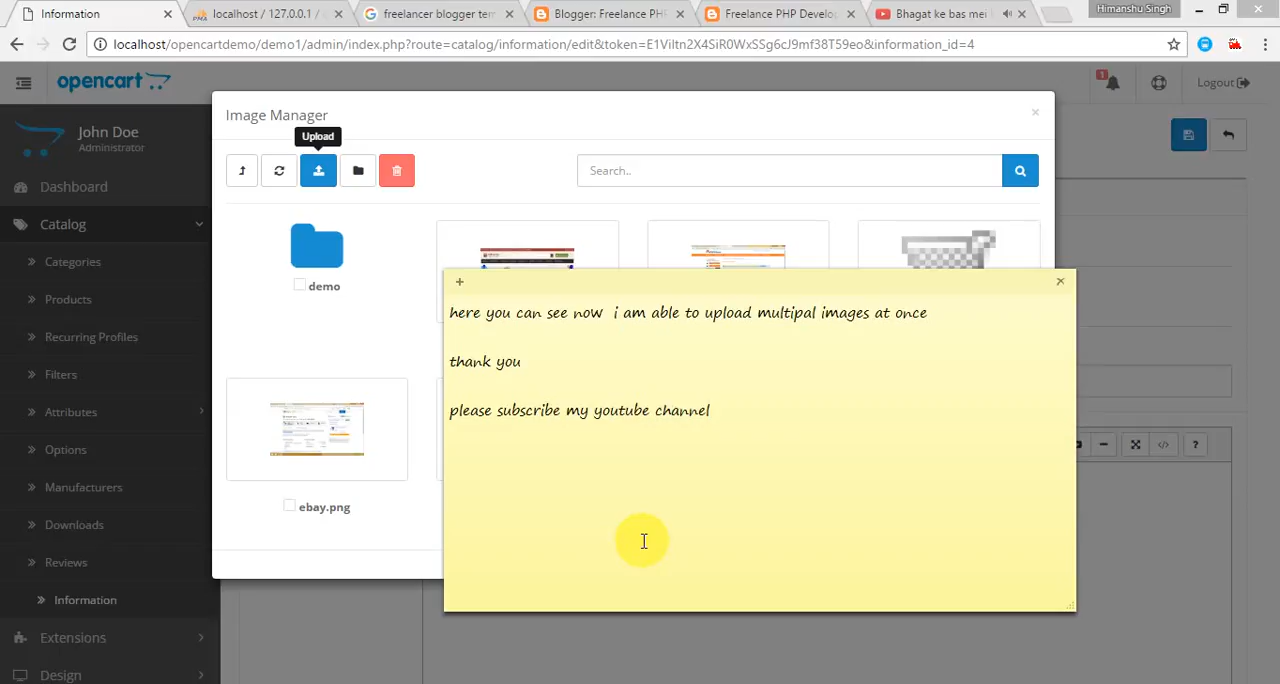 Information
localhost / 127.0.0.1 /
freelancer blogger tem
Blogger: Freelance PH
Freelance PHP Develo
Bhagat ke bas mei
Himanshu Singh
localhost/opencartdemo/demo1/admin/index.php?route=catalog/information/edit&token=E1ViItn2X4SiR0WxSSg6cJ9mf38T59eo&information_id=4
opencart
1
Logout
John Doe
Administrator
Dashboard
Catalog
Categories
Products
Recurring Profiles
Filters
Attributes
Options
Manufacturers
Downloads
Reviews
Information
Extensions
Design
Image Manager
×
Upload
Search..
demo
ebay.png
?
+
×
here you can see now i am able to upload multipal images at once
thank you
please subscribe my youtube channel